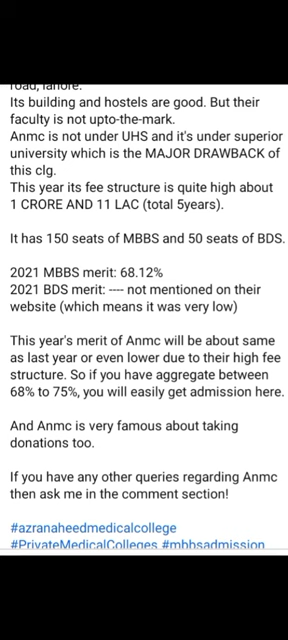 road, lahore.
Its building and hostels are good. But their
faculty is not upto-the-mark.
Anmc is not under UHS and it's under superior
university which is the MAJOR DRAWBACK of
this clg.
This year its fee structure is quite high about
1 CRORE AND 11 LAC (total 5years).
It has 150 seats of MBBS and 50 seats of BDS.
2021 MBBS merit: 68.12%
2021 BDS merit: ---- not mentioned on their
website (which means it was very low)
This year's merit of Anmc will be about same
as last year or even lower due to their high fee
structure. So if you have aggregate between
68% to 75%, you will easily get admission here.
And Anmc is very famous about taking
donations too.
If you have any other queries regarding Anmc
then ask me in the comment section!
#azranaheedmedicalcollege
#PrivateMedicalColleges #mbbsadmission